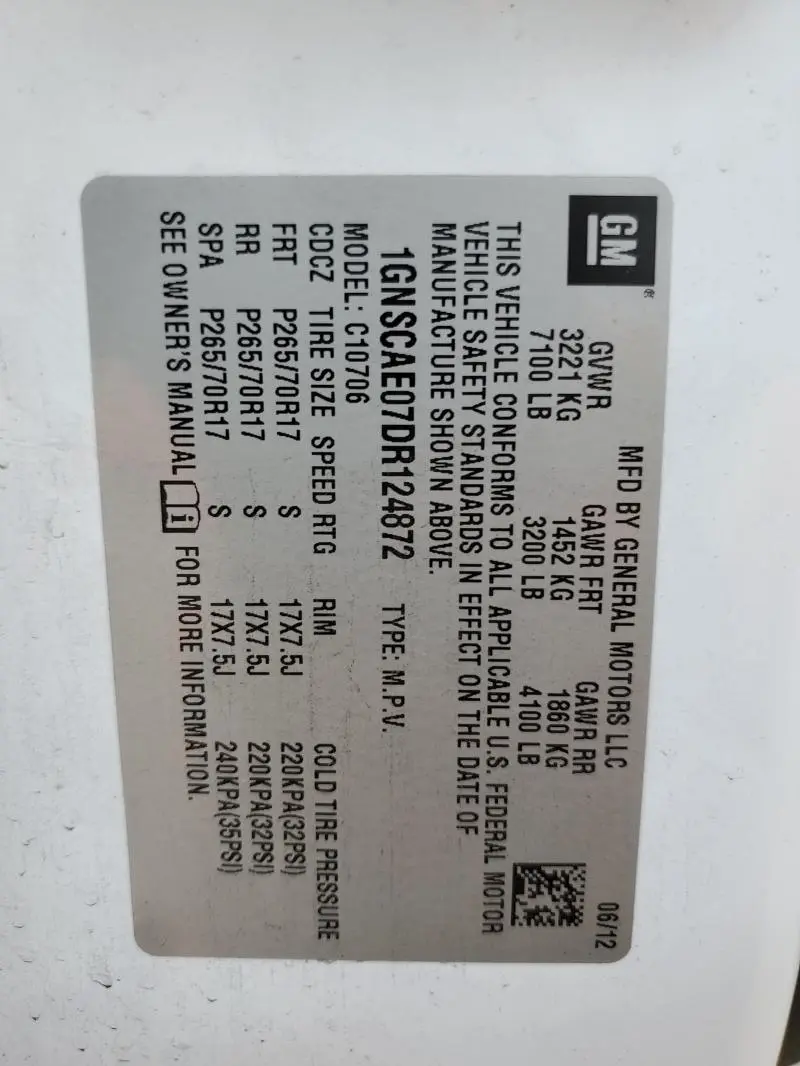 GM®
MFD BY GENERAL MOTORS LLC 06/12
GVWR GAWR FRT GAWR RR
3221 KG 1452 KG 1860 KG
7100 LB 3200 LB 4100 LB
THIS VEHICLE CONFORMS TO ALL APPLICABLE U.S. FEDERAL MOTOR
VEHICLE SAFETY STANDARDS IN EFFECT ON THE DATE OF
MANUFACTURE SHOWN ABOVE.
1GNSCAE07DR124872 TYPE: M.P.V.
MODEL: C10706
CDCZ TIRE SIZE SPEED RTG RIM COLD TIRE PRESSURE
FRT P265/70R17 S 17X7.5J 220KPA(32PSI)
RR P265/70R17 S 17X7.5J 220KPA(32PSI)
SPA P265/70R17 S 17X7.5J 240KPA(35PSI)
SEE OWNER'S MANUAL i FOR MORE INFORMATION.